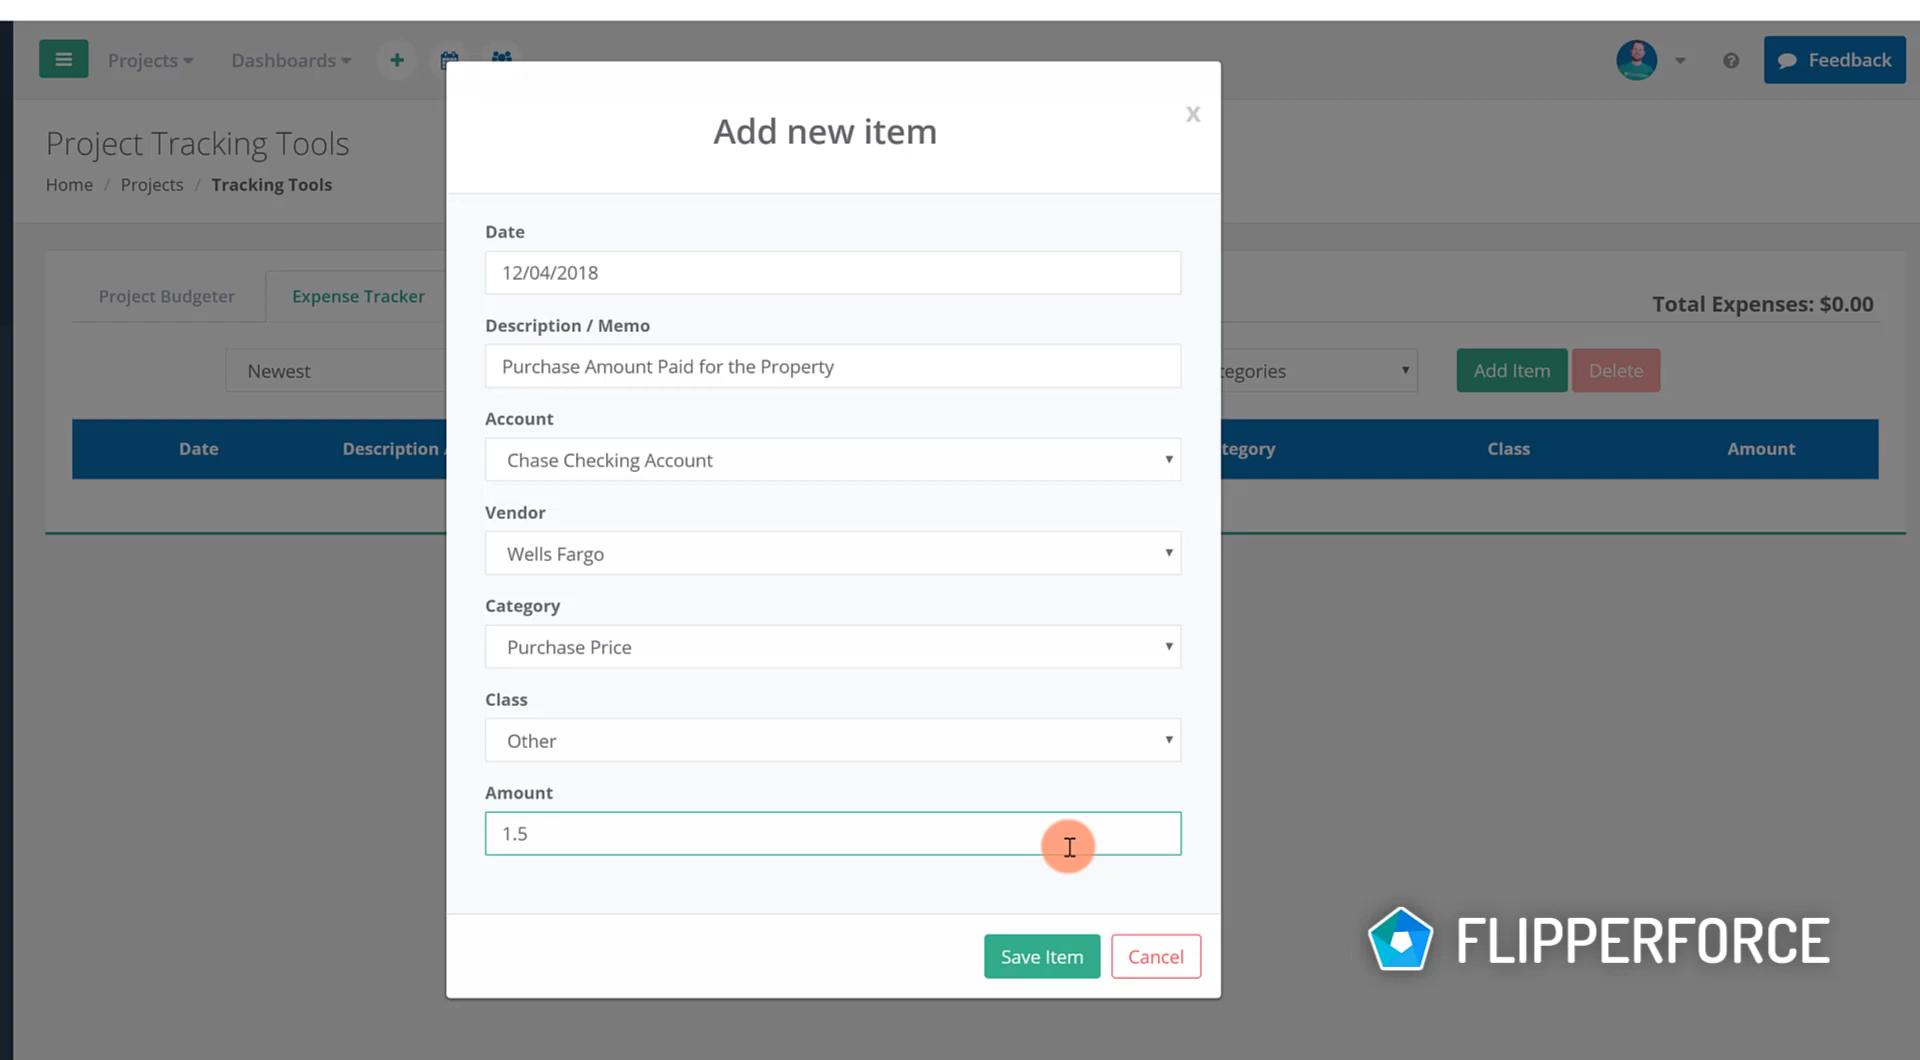 Projects
Dashboards
Feedback
Project Tracking Tools
Home / Projects / Tracking Tools
Add new item
x
Date
12/04/2018
Description / Memo
Purchase Amount Paid for the Property
Account
Chase Checking Account
Vendor
Wells Fargo
Category
Purchase Price
Class
Other
Amount
1.5
Save Item
Cancel
Project Budgeter
Expense Tracker
Total Expenses: $0.00
Newest
egories
Add Item
Delete
Date
Description /
tegory
Class
Amount
FLIPPERFORCE